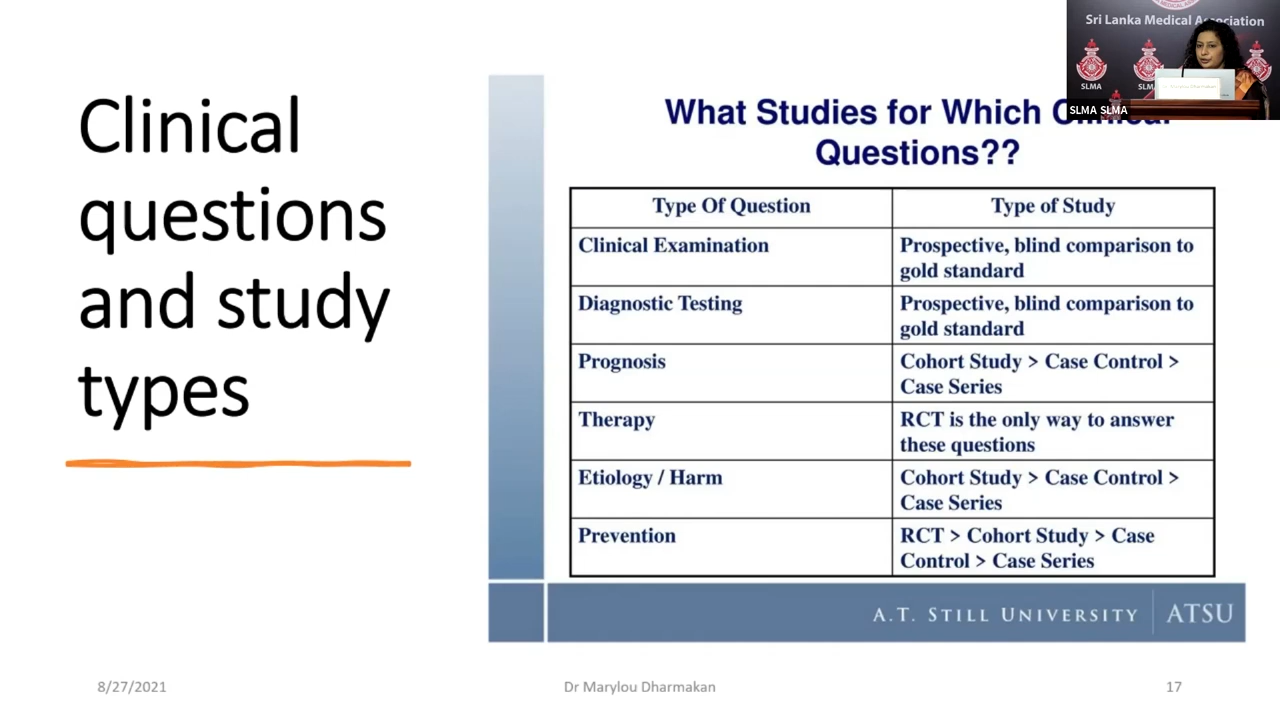 Sri Lanka Medical Association
SLMA
SLMA SLMA
Clinical
questions
and study
types
What Studies for Which Clinical
Questions??
Type Of Question
Type of Study
Clinical Examination
Prospective, blind comparison to
gold standard
Diagnostic Testing
Prospective, blind comparison to
gold standard
Prognosis
Cohort Study > Case Control >
Case Series
Therapy
RCT is the only way to answer
these questions
Etiology / Harm
Cohort Study > Case Control >
Case Series
Prevention
RCT > Cohort Study > Case
Control > Case Series
A.T. STILL UNIVERSITY
ATSU
8/27/2021
Dr Marylou Dharmakan
17